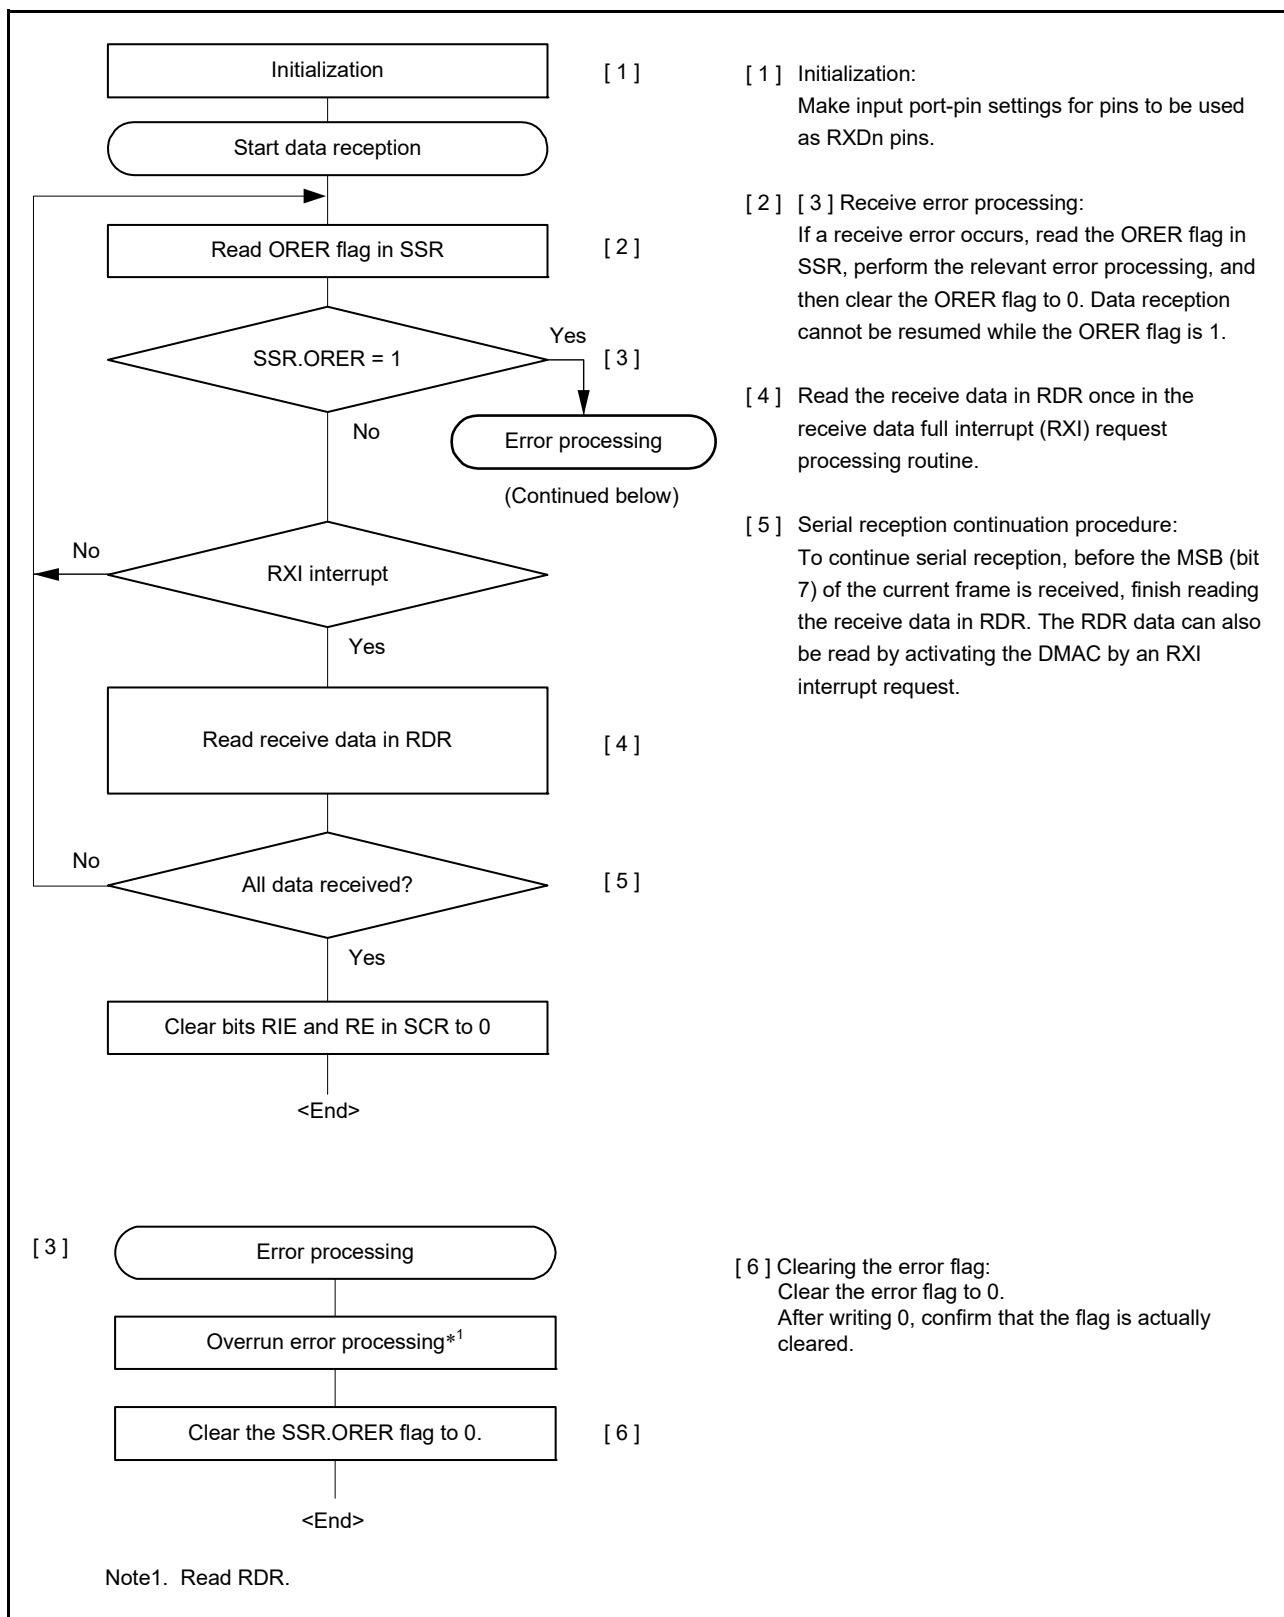 Initialization
[ 1 ]
Start data reception
Read ORER flag in SSR
[ 2 ]
SSR.ORER = 1
Yes
[ 3 ]
No
Error processing
(Continued below)
No
RXI interrupt
Yes
Read receive data in RDR
[ 4 ]
No
All data received?
[ 5 ]
Yes
Clear bits RIE and RE in SCR to 0
<End>
[ 1 ] Initialization:
Make input port-pin settings for pins to be used
as RXDn pins.
[ 2 ] [ 3 ] Receive error processing:
If a receive error occurs, read the ORER flag in
SSR, perform the relevant error processing, and
then clear the ORER flag to 0. Data reception
cannot be resumed while the ORER flag is 1.
[ 4 ] Read the receive data in RDR once in the
receive data full interrupt (RXI) request
processing routine.
[ 5 ] Serial reception continuation procedure:
To continue serial reception, before the MSB (bit
7) of the current frame is received, finish reading
the receive data in RDR. The RDR data can also
be read by activating the DMAC by an RXI
interrupt request.
[ 3 ]
Error processing
Overrun error processing*1
Clear the SSR.ORER flag to 0.
[ 6 ]
<End>
[ 6 ] Clearing the error flag:
Clear the error flag to 0.
After writing 0, confirm that the flag is actually
cleared.
Note1. Read RDR.